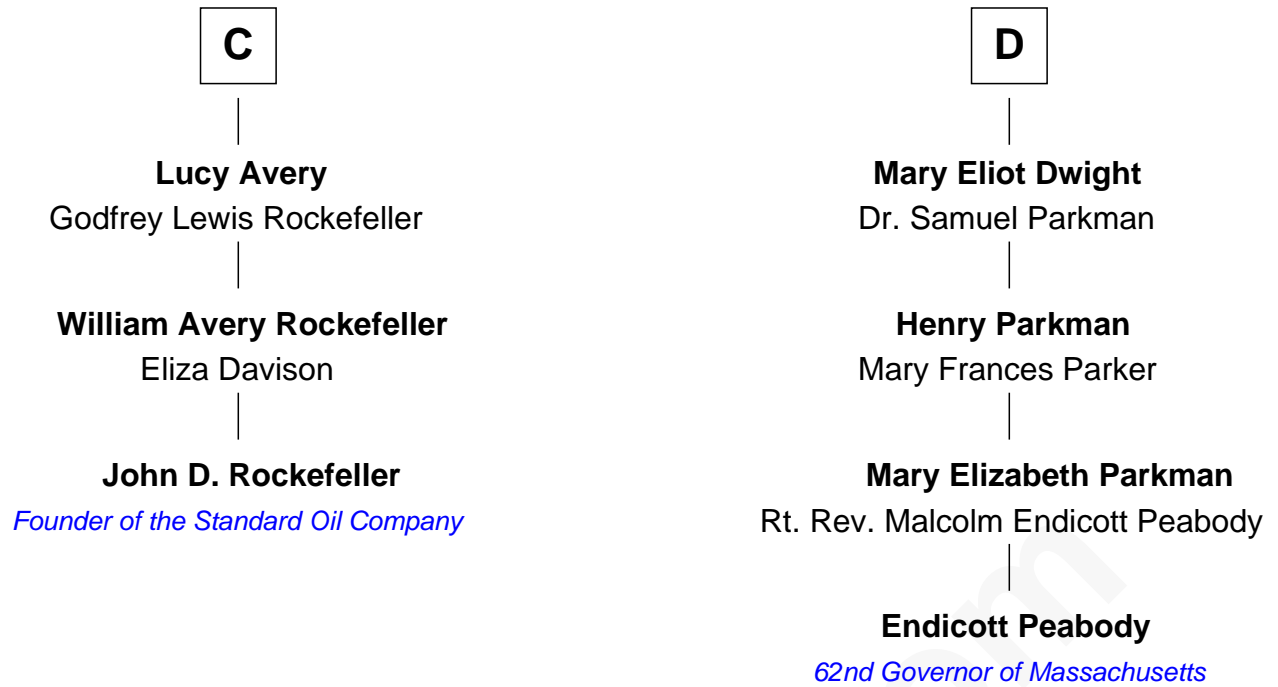 C
Lucy Avery
Godfrey Lewis Rockefeller
William Avery Rockefeller
Eliza Davison
John D. Rockefeller
Founder of the Standard Oil Company
D
Mary Eliot Dwight
Dr. Samuel Parkman
Henry Parkman
Mary Frances Parker
Mary Elizabeth Parkman
Rt. Rev. Malcolm Endicott Peabody
Endicott Peabody
62nd Governor of Massachusetts